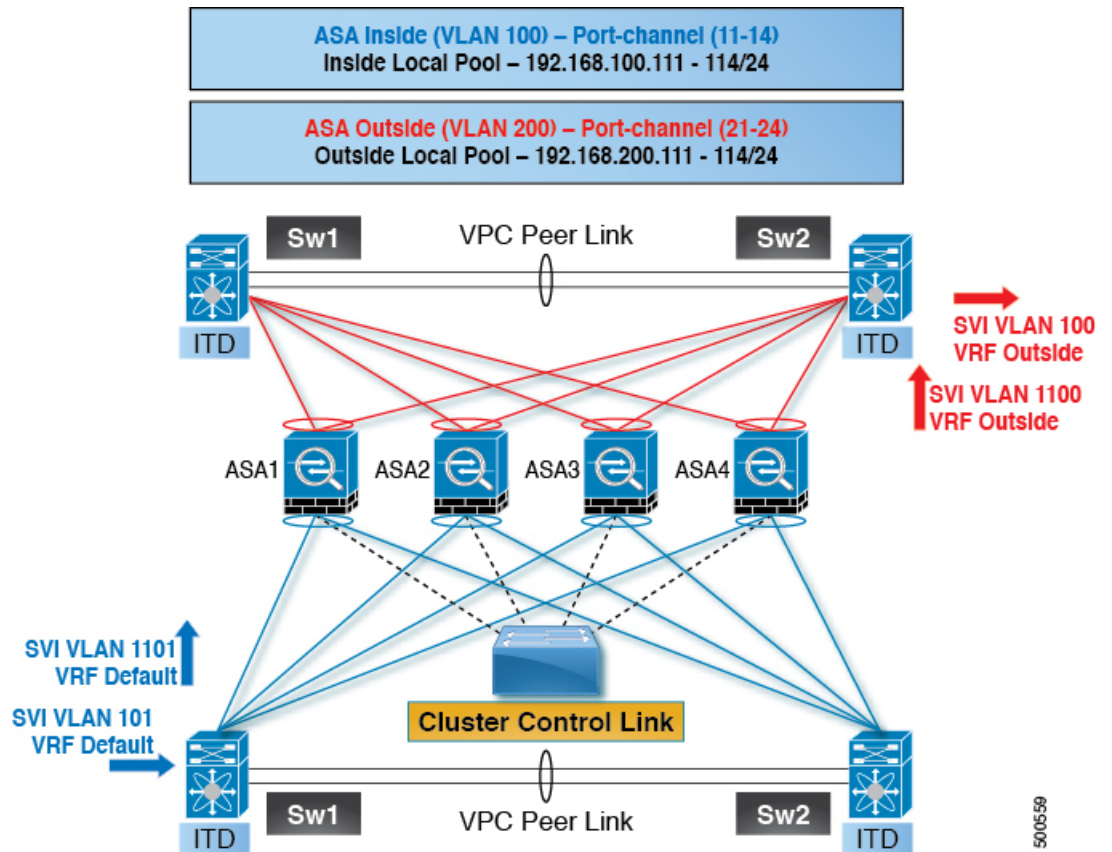 ASA Inside (VLAN 100) – Port-channel (11-14)
Inside Local Pool – 192.168.100.111 - 114/24
ASA Outside (VLAN 200) – Port-channel (21-24)
Outside Local Pool – 192.168.200.111 - 114/24
Sw1
VPC Peer Link
Sw2
ITD
ITD
SVI VLAN 100
VRF Outside
SVI VLAN 1100
VRF Outside
ASA1
ASA2
ASA3
ASA4
SVI VLAN 1101
VRF Default
SVI VLAN 101
VRF Default
Cluster Control Link
Sw1
VPC Peer Link
Sw2
ITD
ITD
500559